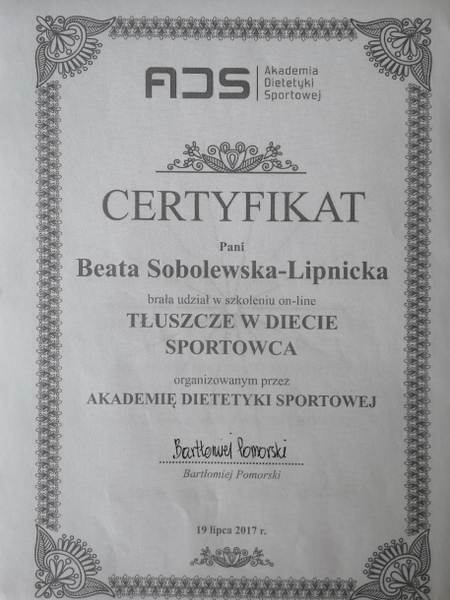 ADS
Akademia
Dietetyki
Sportowej
CERTYFIKAT
Pani
Beata Sobolewska-Lipnicka
brała udział w szkoleniu on-line
TŁUSZCZE W DIECIE
SPORTOWCA
organizowanym przez
AKADEMIĘ DIETETYKI SPORTOWEJ
Bartłomiej Pomorski
Bartłomiej Pomorski
19 lipca 2017 r.